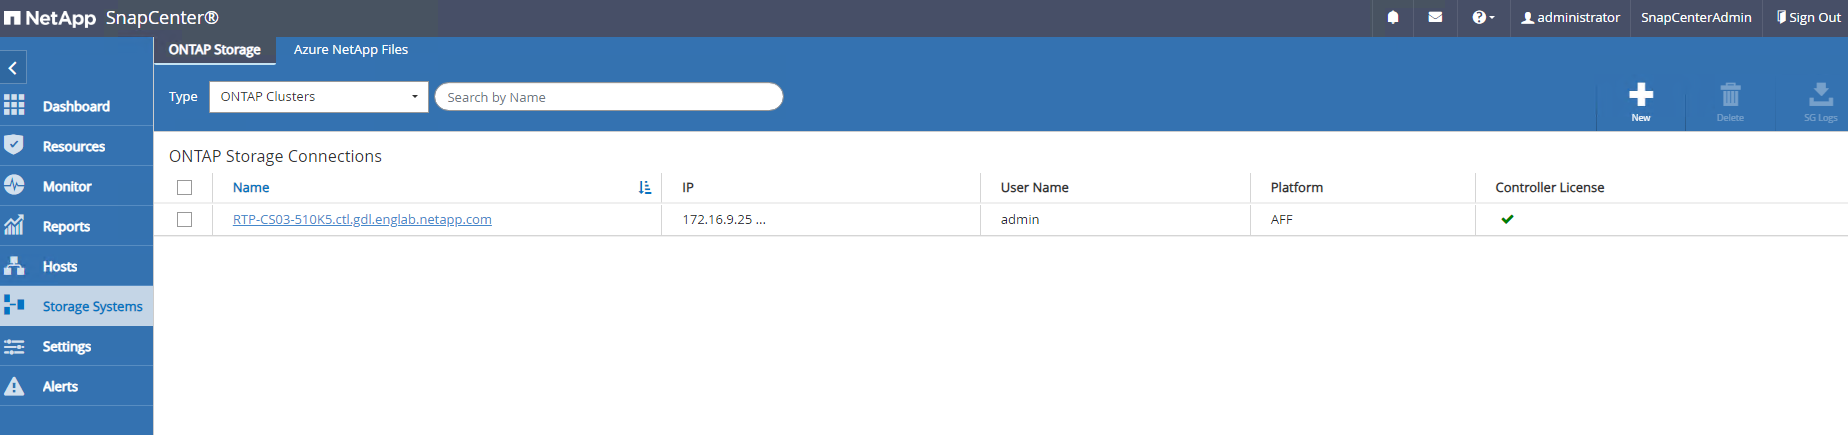 NetApp SnapCenter®
administrator
SnapCenterAdmin
Sign Out
ONTAP Storage
Azure NetApp Files
Type
ONTAP Clusters
Search by Name
New
Delete
SG Logs
Dashboard
Resources
Monitor
Reports
Hosts
Storage Systems
Settings
Alerts
ONTAP Storage Connections
Name IP User Name Platform Controller License
RTP-CS03-510K5.ctl.gdl.englab.netapp.com 172.16.9.25 ... admin AFF